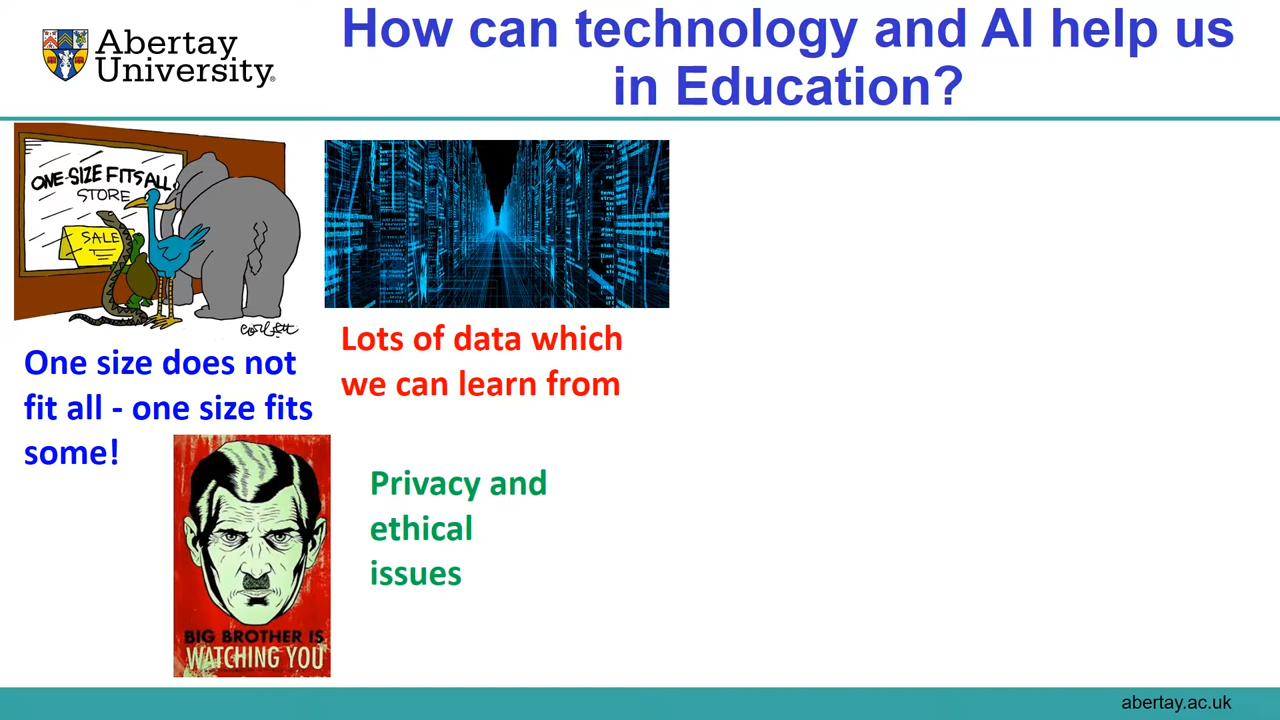 Abertay
University
How can technology and AI help us
in Education?
ONE-SIZE FITS ALL
STORE
SALE
One size does not
fit all - one size fits
some!
Lots of data which
we can learn from
Privacy and
ethical
issues
BIG BROTHER IS
WATCHING YOU
abertay.ac.uk